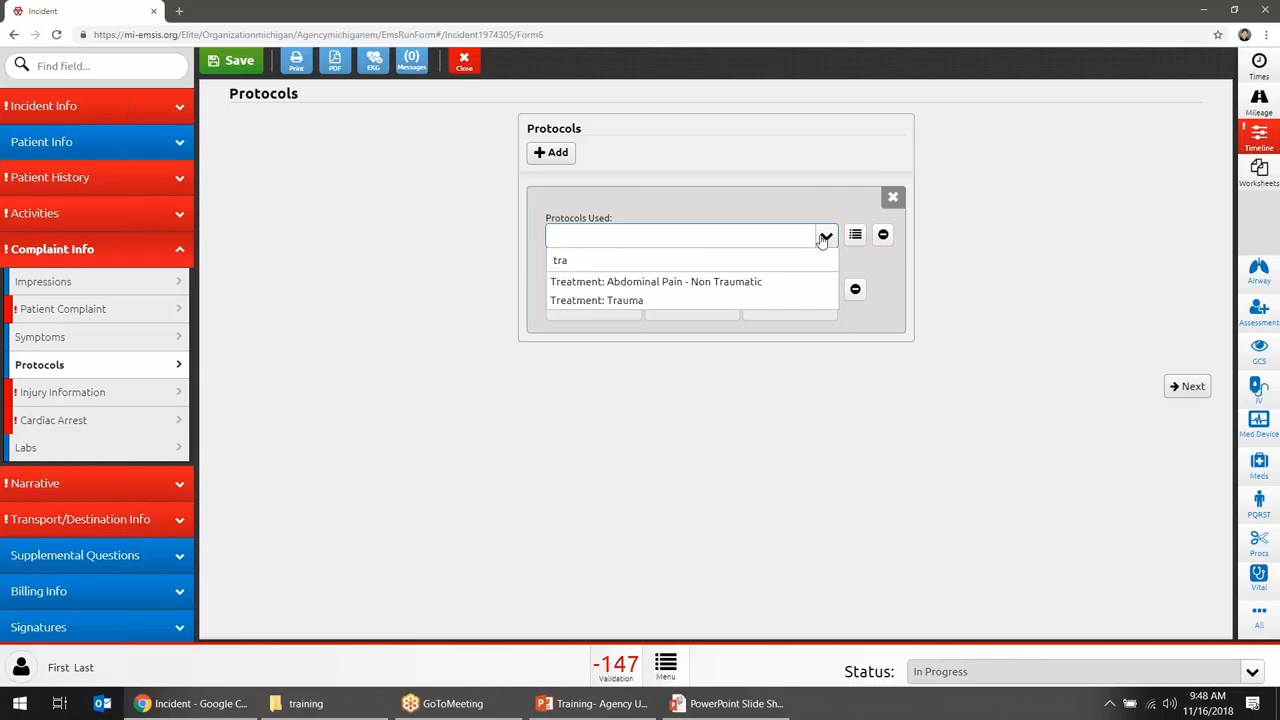 Incident
https://mi-emsis.org/Elite/Organizationmichigan/Agencymichiganem/EmsRunForm#/Incident1974305/Form6
Find field...
Save
Print
PDF
EKG
(0)
Messages
Close
! Incident Info
Patient Info
! Patient History
! Activities
! Complaint Info
Impressions
! Patient Complaint
Symptoms
Protocols
! Injury Information
! Cardiac Arrest
Labs
! Narrative
! Transport/Destination Info
Supplemental Questions
Billing Info
Signatures
Protocols
Protocols
+ Add
Protocols Used:
tra
Treatment: Abdominal Pain - Non Traumatic
Treatment: Trauma
Next
Times
Mileage
! Timeline
Worksheets
Airway
Assessment
GCS
IV
Med Device
Meds
PQRST
Procs
Vital
All
First Last
-147
Validation
Menu
Status:
In Progress
Incident - Google C...
training
GoToMeeting
Training- Agency U...
PowerPoint Slide Sh...
9:48 AM
11/16/2018